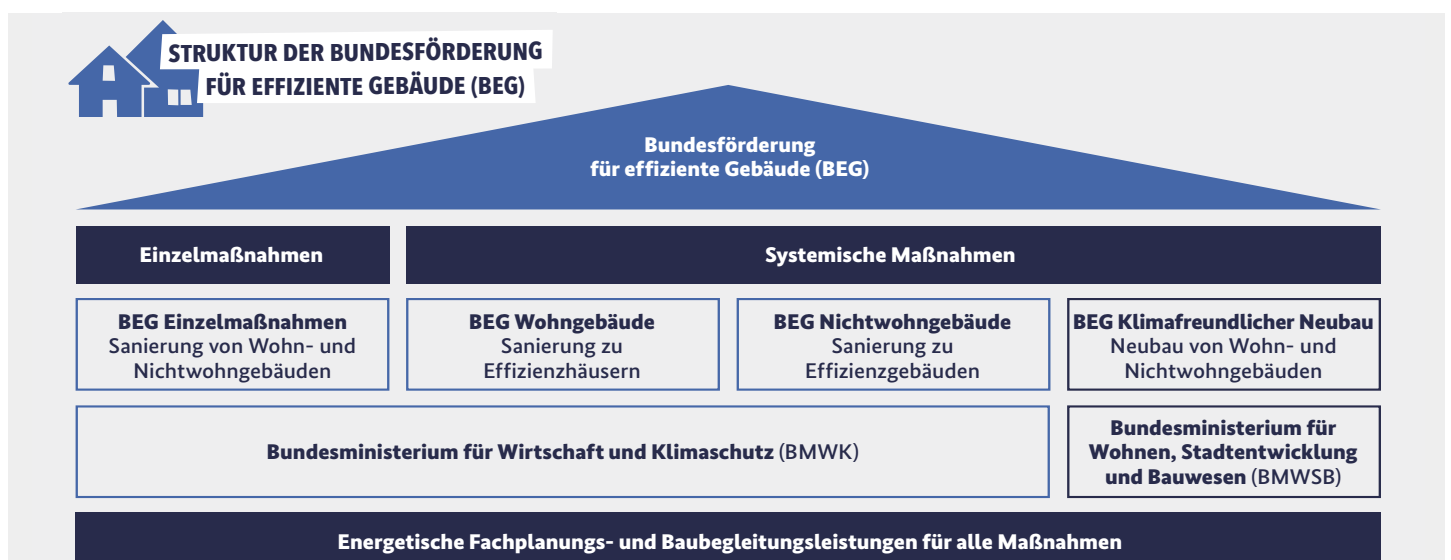 STRUKTUR DER BUNDESFÖRDERUNG
FÜR EFFIZIENTE GEBÄUDE (BEG)
Bundesförderung
für effiziente Gebäude (BEG)
Einzelmaßnahmen
Systemische Maßnahmen
BEG Einzelmaßnahmen
Sanierung von Wohn- und
Nichtwohngebäuden
BEG Wohngebäude
Sanierung zu
Effizienzhäusern
BEG Nichtwohngebäude
Sanierung zu
Effizienzgebäuden
BEG Klimafreundlicher Neubau
Neubau von Wohn- und
Nichtwohngebäuden
Bundesministerium für Wirtschaft und Klimaschutz (BMWK)
Bundesministerium für
Wohnen, Stadtentwicklung
und Bauwesen (BMWSB)
Energetische Fachplanungs- und Baubegleitungsleistungen für alle Maßnahmen